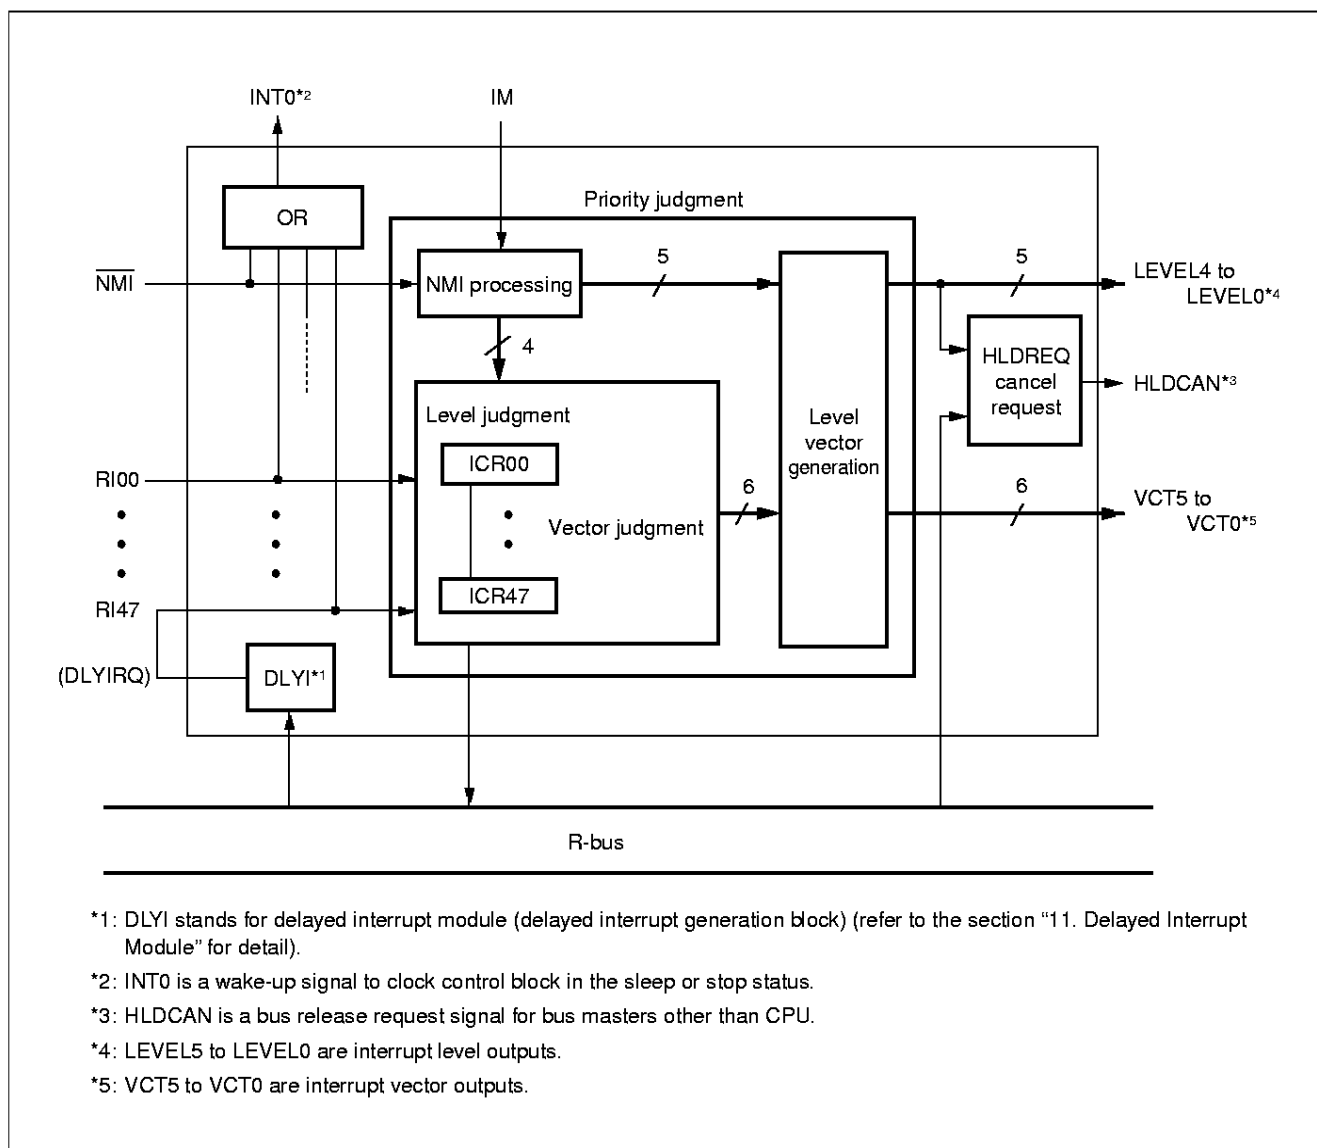 INT0*2
IM
OR
Priority judgment
NMI
NMI processing
5
5
LEVEL4 to
LEVEL0*4
4
HLDREQ
cancel
request
HLDCAN*3
Level judgment
Level
vector
generation
RI00
ICR00
6
6
VCT5 to
VCT0*5
Vector judgment
RI47
ICR47
(DLYIRQ)
DLYI*1
R-bus
*1: DLYI stands for delayed interrupt module (delayed interrupt generation block) (refer to the section “11. Delayed Interrupt
Module” for detail).
*2: INT0 is a wake-up signal to clock control block in the sleep or stop status.
*3: HLDCAN is a bus release request signal for bus masters other than CPU.
*4: LEVEL5 to LEVEL0 are interrupt level outputs.
*5: VCT5 to VCT0 are interrupt vector outputs.